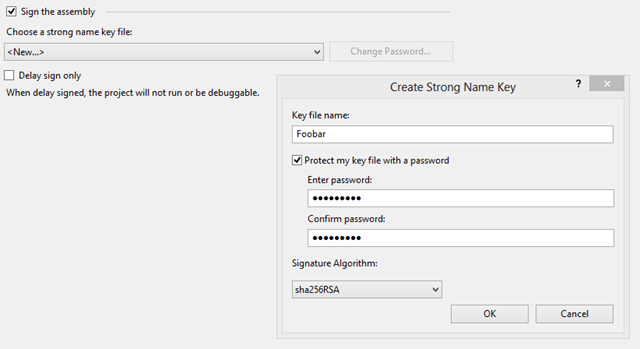 Sign the assembly
Choose a strong name key file:
<New...>
Change Password...
Delay sign only
When delay signed, the project will not run or be debuggable.
Create Strong Name Key
?
×
Key file name:
Foobar
Protect my key file with a password
Enter password:
●●●●●●●●●
Confirm password:
●●●●●●●●●
Signature Algorithm:
sha256RSA
OK
Cancel